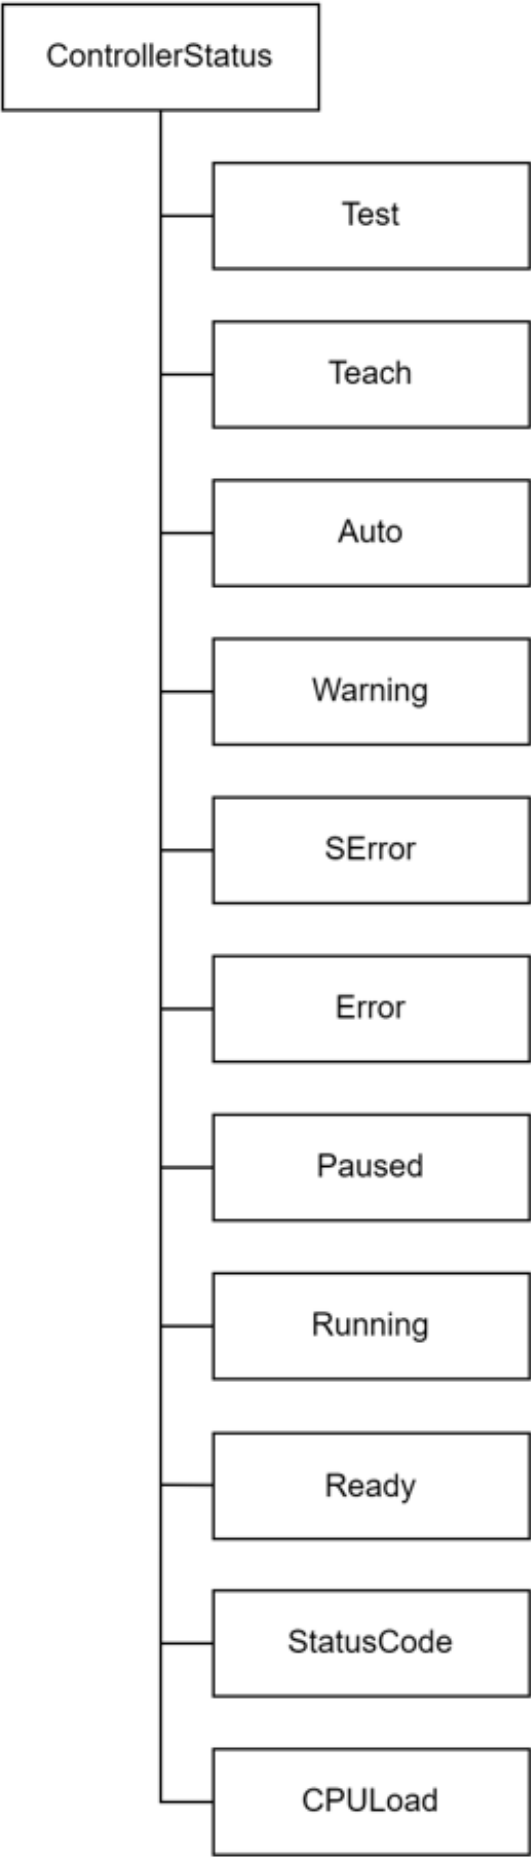 ControllerStatus
Test
Teach
Auto
Warning
SError
Error
Paused
Running
Ready
StatusCode
CPULoad